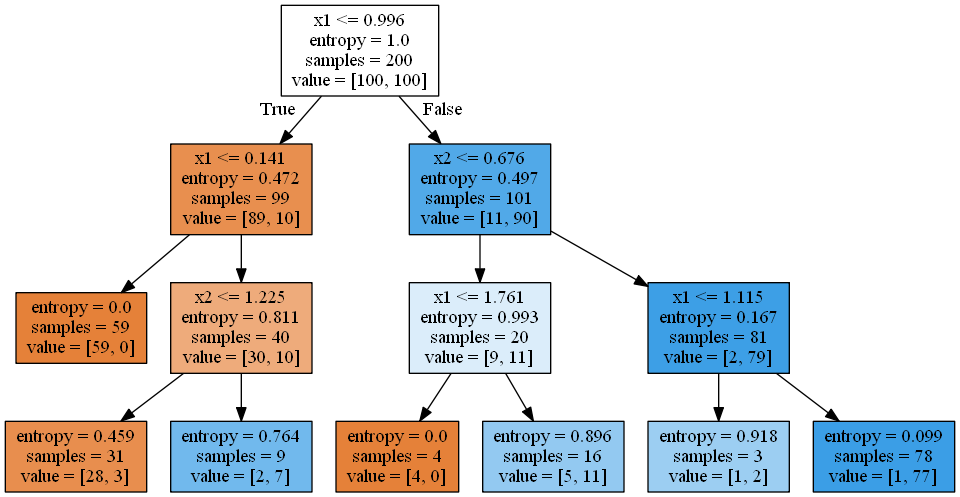 x1 <= 0.996
entropy = 1.0
samples = 200
value = [100, 100]
True
False
x1 <= 0.141
entropy = 0.472
samples = 99
value = [89, 10]
x2 <= 0.676
entropy = 0.497
samples = 101
value = [11, 90]
entropy = 0.0
samples = 59
value = [59, 0]
x2 <= 1.225
entropy = 0.811
samples = 40
value = [30, 10]
x1 <= 1.761
entropy = 0.993
samples = 20
value = [9, 11]
x1 <= 1.115
entropy = 0.167
samples = 81
value = [2, 79]
entropy = 0.459
samples = 31
value = [28, 3]
entropy = 0.764
samples = 9
value = [2, 7]
entropy = 0.0
samples = 4
value = [4, 0]
entropy = 0.896
samples = 16
value = [5, 11]
entropy = 0.918
samples = 3
value = [1, 2]
entropy = 0.099
samples = 78
value = [1, 77]